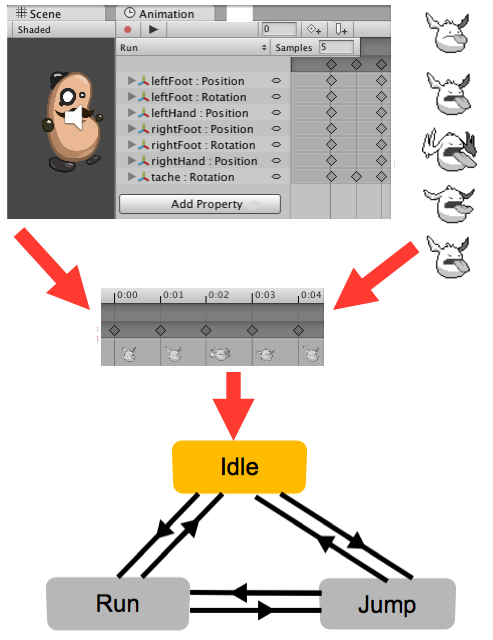 Scene
Animation
Shaded
0
Run
Samples 5
leftFoot : Position
leftFoot : Rotation
leftHand : Position
rightFoot : Position
rightFoot : Rotation
rightHand : Position
tache : Rotation
Add Property
0:00 0:01 0:02 0:03 0:04
Idle
Run
Jump